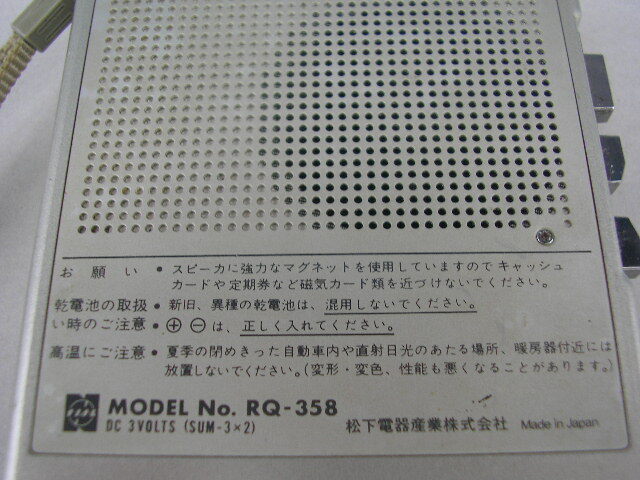 お願い • スピーカに強力なマグネットを使用していますのでキャッシュ
カードや定期券など磁気カード類を近づけないでください。
乾電池の取扱 • 新旧、異種の乾電池は、混用しないでください。
い時のご注意 • ⊕ ⊖ は、正しく入れてください。
高温にご注意 • 夏季の閉めきった自動車内や直射日光のあたる場所、暖房器付近には
放置しないでください。(変形・変色、性能も悪くなることがあります。)
MODEL No. RQ-358
DC 3VOLTS (SUM-3×2)
松下電器産業株式会社 Made in Japan